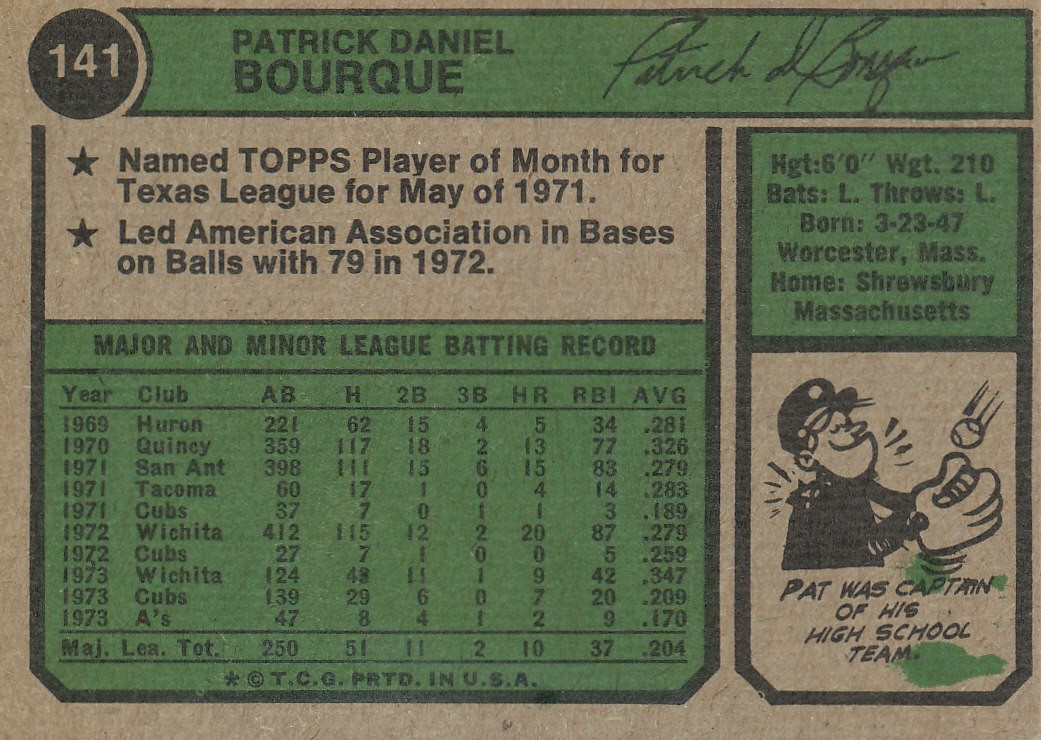 141
PATRICK DANIEL
BOURQUE
Patrick D Bourque
★ Named TOPPS Player of Month for
Texas League for May of 1971.
★ Led American Association in Bases
on Balls with 79 in 1972.
Hgt:6'0" Wgt. 210
Bats: L. Throws: L.
Born: 3-23-47
Worcester, Mass.
Home: Shrewsbury
Massachusetts
MAJOR AND MINOR LEAGUE BATTING RECORD
Year Club AB H 2B 3B HR RBI AVG
1969 Huron 221 62 15 4 5 34 .281
1970 Quincy 359 117 18 2 13 77 .326
1971 San Ant 398 111 15 6 15 83 .279
1971 Tacoma 60 17 1 0 4 14 .283
1971 Cubs 37 7 0 1 1 3 .189
1972 Wichita 412 115 12 2 20 87 .279
1972 Cubs 27 7 1 0 0 5 .259
1973 Wichita 124 43 11 1 9 42 .347
1973 Cubs 139 29 6 0 7 20 .209
1973 A's 47 8 4 1 2 9 .170
Maj. Lea. Tot. 250 51 11 2 10 37 .204
* © T.C.G. PRTD. IN U.S.A.
PAT WAS CAPTAIN
OF HIS
HIGH SCHOOL
TEAM.